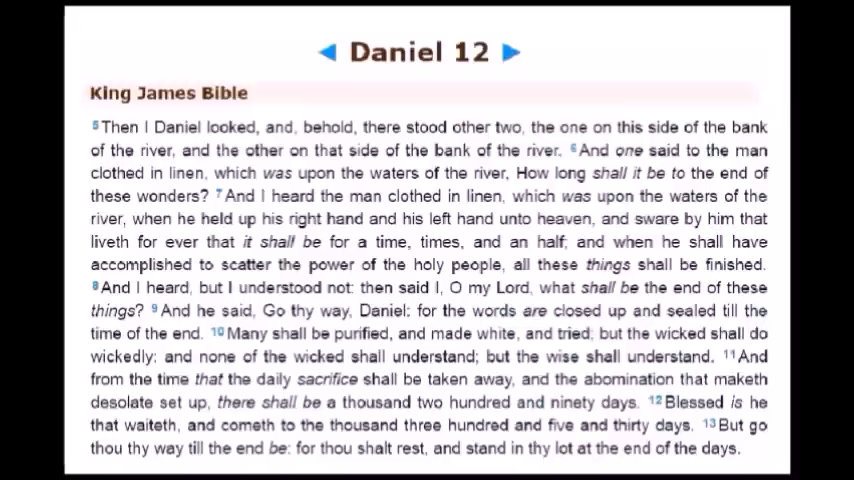 Daniel 12
King James Bible
5Then I Daniel looked, and, behold, there stood other two, the one on this side of the bank
of the river, and the other on that side of the bank of the river. 6And one said to the man
clothed in linen, which was upon the waters of the river, How long shall it be to the end of
these wonders? 7And I heard the man clothed in linen, which was upon the waters of the
river, when he held up his right hand and his left hand unto heaven, and sware by him that
liveth for ever that it shall be for a time, times, and an half; and when he shall have
accomplished to scatter the power of the holy people, all these things shall be finished.
8And I heard, but I understood not: then said I, O my Lord, what shall be the end of these
things? 9And he said, Go thy way, Daniel: for the words are closed up and sealed till the
time of the end. 10Many shall be purified, and made white, and tried; but the wicked shall do
wickedly: and none of the wicked shall understand; but the wise shall understand. 11And
from the time that the daily sacrifice shall be taken away, and the abomination that maketh
desolate set up, there shall be a thousand two hundred and ninety days. 12Blessed is he
that waiteth, and cometh to the thousand three hundred and five and thirty days. 13But go
thou thy way till the end be: for thou shalt rest, and stand in thy lot at the end of the days.